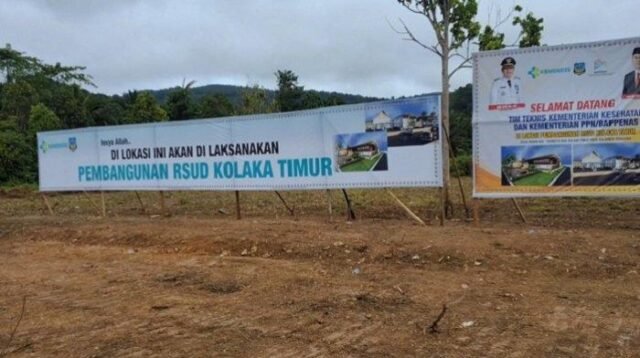 Insya Allah..
DI LOKASI INI AKAN DI LAKSANAKAN
PEMBANGUNAN RSUD KOLAKA TIMUR
KEMENKES
SELAMAT DATANG
TIM TEKNIS KEMENTERIAN KESEHATAN
DAN KEMENTERIAN PPN/BAPPENAS